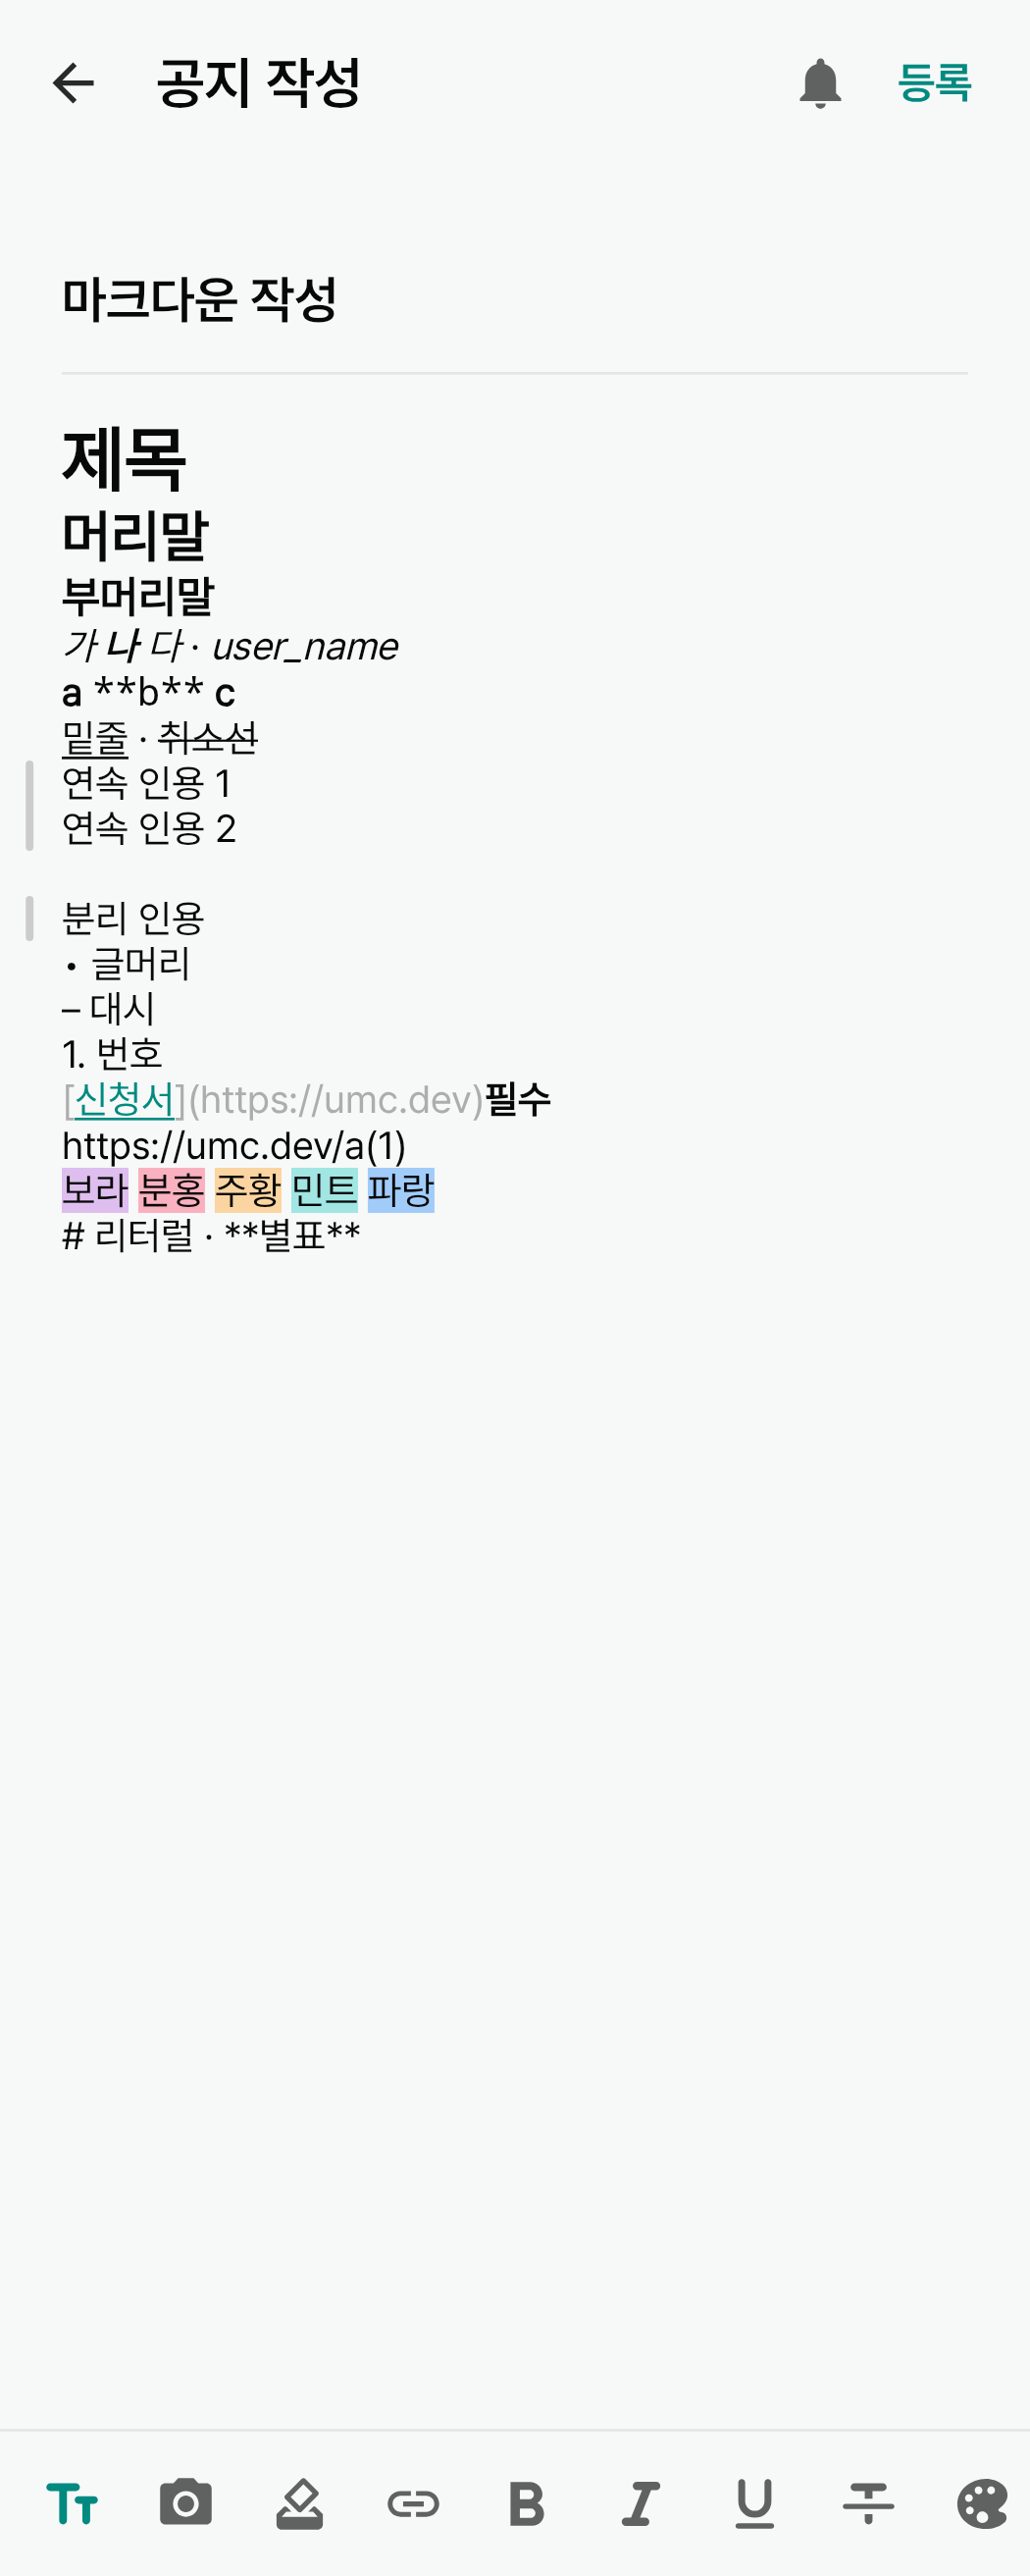 공지 작성
등록
마크다운 작성
제목
머리말
부머리말
가 나 다 · user_name
a **b** c
밑줄 · 취소선
연속 인용 1
연속 인용 2
분리 인용
• 글머리
– 대시
1. 번호
[신청서](https://umc.dev)필수
https://umc.dev/a(1)
보라 분홍 주황 민트 파랑
# 리터럴 · **별표**